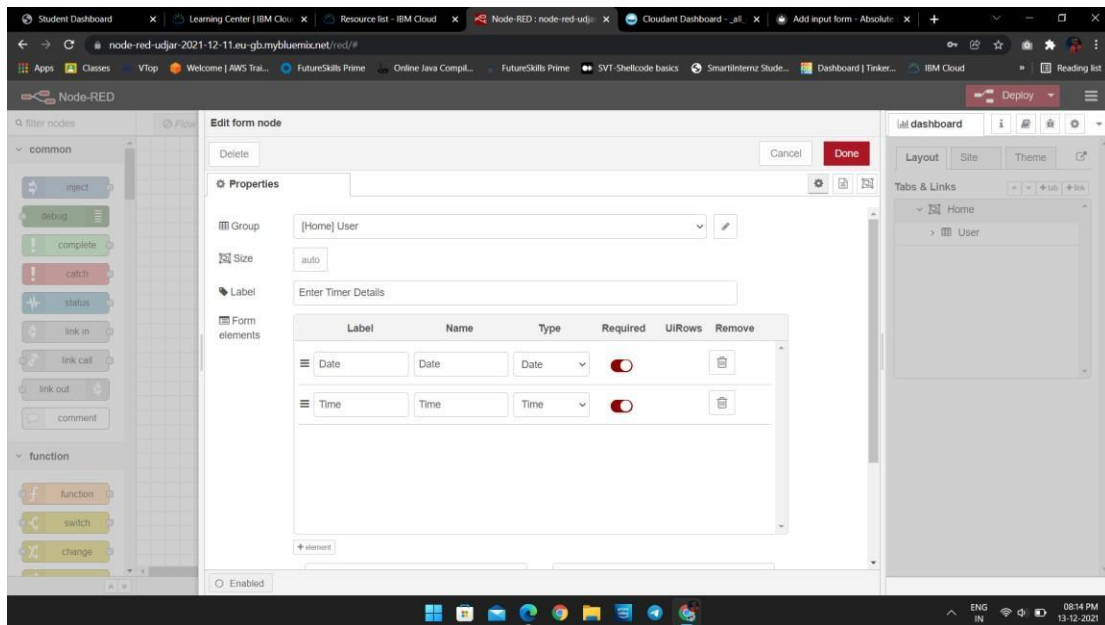 Student Dashboard
Learning Center | IBM Clou
Resource list - IBM Cloud
Node-RED : node-red-udja
Cloudant Dashboard - _all_
Add input form - Absolute
node-red-udjar-2021-12-11.eu-gb.mybluemix.net/red/#
Apps Classes VTop Welcome | AWS Trai... FutureSkills Prime Online Java Compil... FutureSkills Prime SVT-Shellcode basics SmartiInternz Stude... Dashboard | Tinker... IBM Cloud » Reading list
Node-RED Deploy
filter nodes Flow Edit form node dashboard
common Delete Cancel Done Layout Site Theme
Properties Tabs & Links +tab +link
inject Group [Home] User Home
debug User
complete Size auto
catch Label Enter Timer Details
status Form elements Label Name Type Required UiRows Remove
link in
link call Date Date Date
link out Time Time Time
comment
function
function
switch
change +element
Enabled
ENG
IN
08:14 PM
13-12-2021